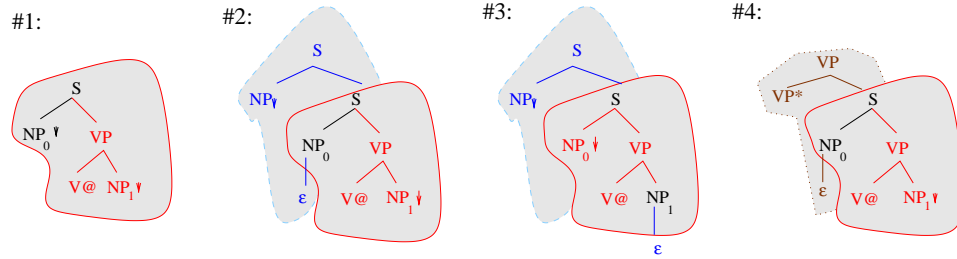 #1:
S
NP0↓
VP
V@ NP1↓
#2:
S
NP↓
S
NP0
VP
ε
V@ NP1↓
#3:
S
NP↓
S
NP0↓
VP
V@ NP1
ε
#4:
VP
VP*
S
NP0
VP
ε
V@ NP1↓